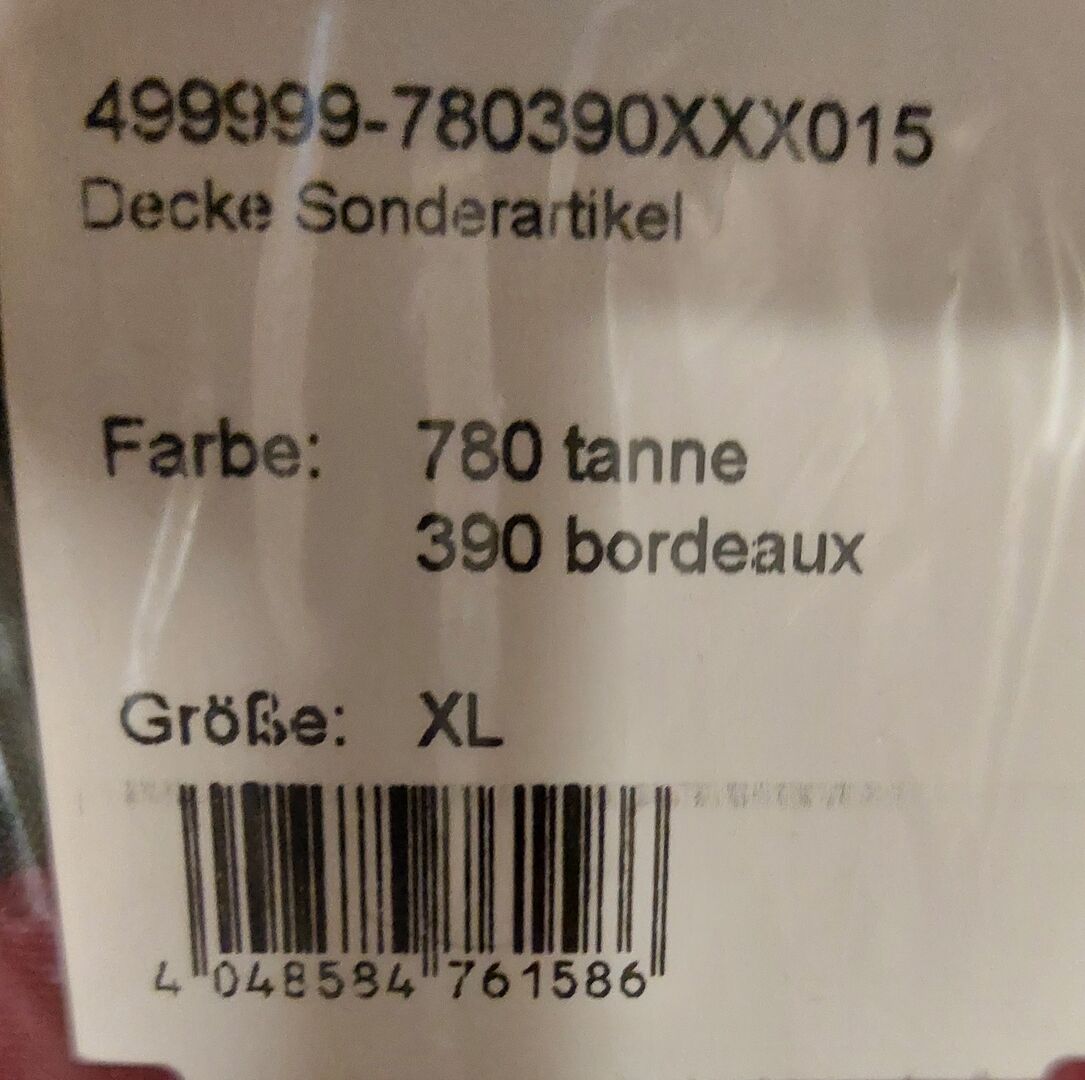 499999-780390XXX015
Decke Sonderartikel
Farbe: 780 tanne
390 bordeaux
Größe: XL
4 048584 761586